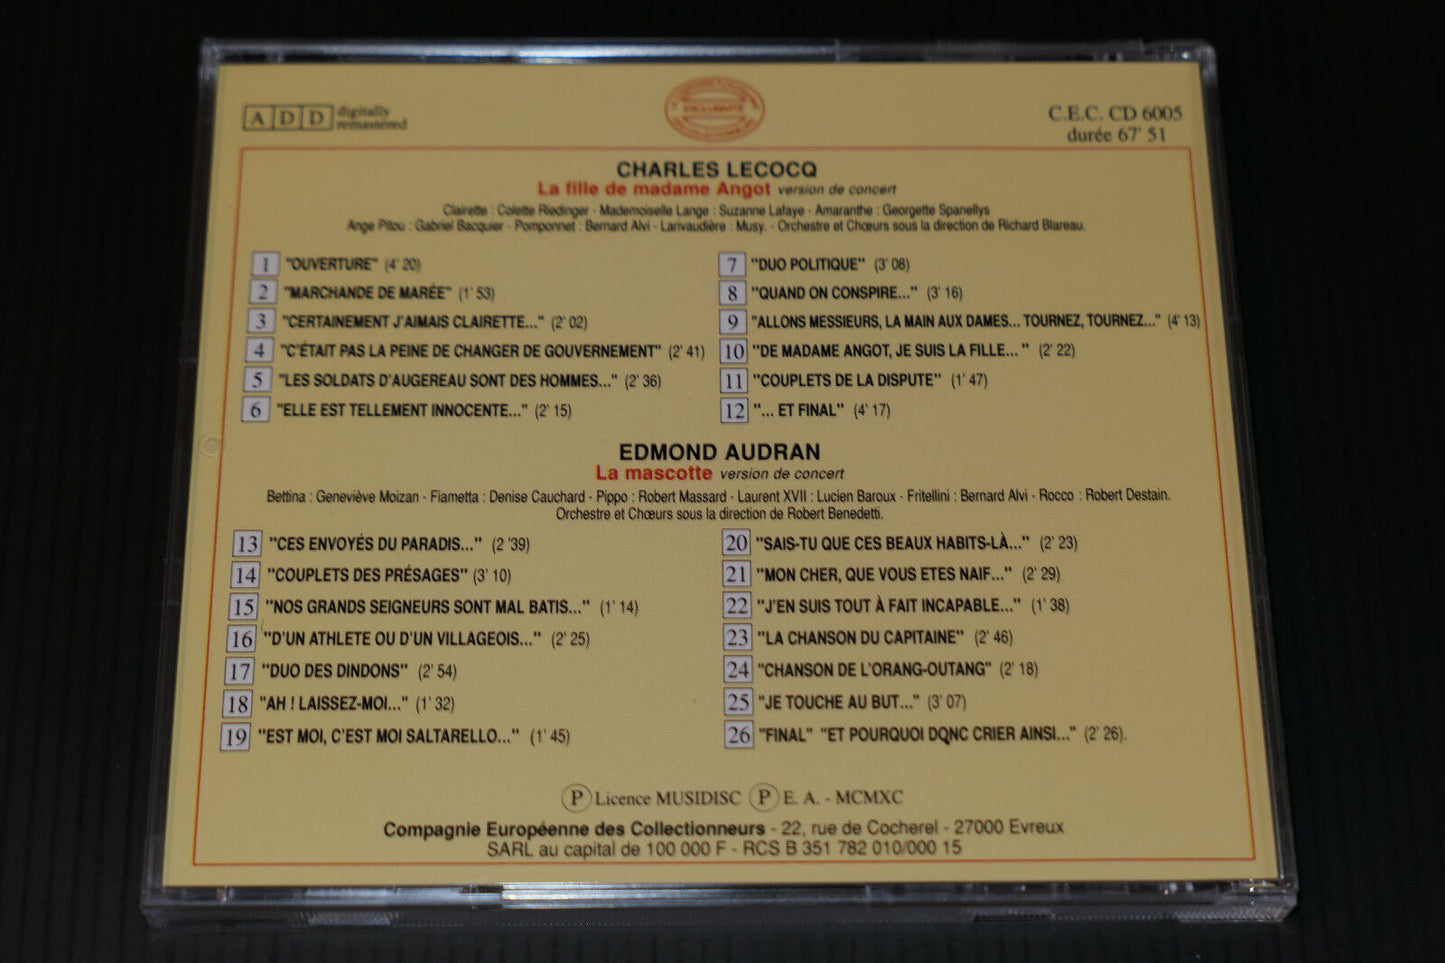 ADD digitally remastered
EXCLUSIVITÉ
C.E.C. CD 6005
durée 67' 51
CHARLES LECOCQ
La fille de madame Angot version de concert
Clairette : Colette Riedinger - Mademoiselle Lange : Suzanne Lafaye - Amaranthe : Georgette Spanellys
Ange Pitou : Gabriel Bacquier - Pomponnet : Bernard Alvi - Larivaudière : Musy. - Orchestre et Chœurs sous la direction de Richard Blareau.
1 "OUVERTURE" (4' 20)
2 "MARCHANDE DE MARÉE" (1' 53)
3 "CERTAINEMENT J'AIMAIS CLAIRETTE..." (2' 02)
4 "C'ÉTAIT PAS LA PEINE DE CHANGER DE GOUVERNEMENT" (2' 41)
5 "LES SOLDATS D'AUGEREAU SONT DES HOMMES..." (2' 36)
6 "ELLE EST TELLEMENT INNOCENTE..." (2' 15)
7 "DUO POLITIQUE" (3' 08)
8 "QUAND ON CONSPIRE..." (3' 16)
9 "ALLONS MESSIEURS, LA MAIN AUX DAMES... TOURNEZ, TOURNEZ..." (4' 13)
10 "DE MADAME ANGOT, JE SUIS LA FILLE... " (2' 22)
11 "COUPLETS DE LA DISPUTE" (1' 47)
12 "... ET FINAL" (4' 17)
EDMOND AUDRAN
La mascotte version de concert
Bettina : Geneviève Moizan - Fiametta : Denise Cauchard - Pippo : Robert Massard - Laurent XVII : Lucien Baroux - Fritellini : Bernard Alvi - Rocco : Robert Destain.
Orchestre et Chœurs sous la direction de Robert Benedetti.
13 "CES ENVOYÉS DU PARADIS..." (2 '39)
14 "COUPLETS DES PRÉSAGES" (3' 10)
15 "NOS GRANDS SEIGNEURS SONT MAL BATIS..." (1' 14)
16 "D'UN ATHLETE OU D'UN VILLAGEOIS..." (2' 25)
17 "DUO DES DINDONS" (2' 54)
18 "AH ! LAISSEZ-MOI..." (1' 32)
19 "EST MOI, C'EST MOI SALTARELLO..." (1' 45)
20 "SAIS-TU QUE CES BEAUX HABITS-LÀ..." (2' 23)
21 "MON CHER, QUE VOUS ETES NAIF..." (2' 29)
22 "J'EN SUIS TOUT À FAIT INCAPABLE..." (1' 38)
23 "LA CHANSON DU CAPITAINE" (2' 46)
24 "CHANSON DE L'ORANG-OUTANG" (2' 18)
25 "JE TOUCHE AU BUT..." (3' 07)
26 "FINAL" "ET POURQUOI DONC CRIER AINSI..." (2' 26).
P Licence MUSIDISC P E. A. - MCMXC
Compagnie Européenne des Collectionneurs - 22, rue de Cocherel - 27000 Evreux
SARL au capital de 100 000 F - RCS B 351 782 010/000 15